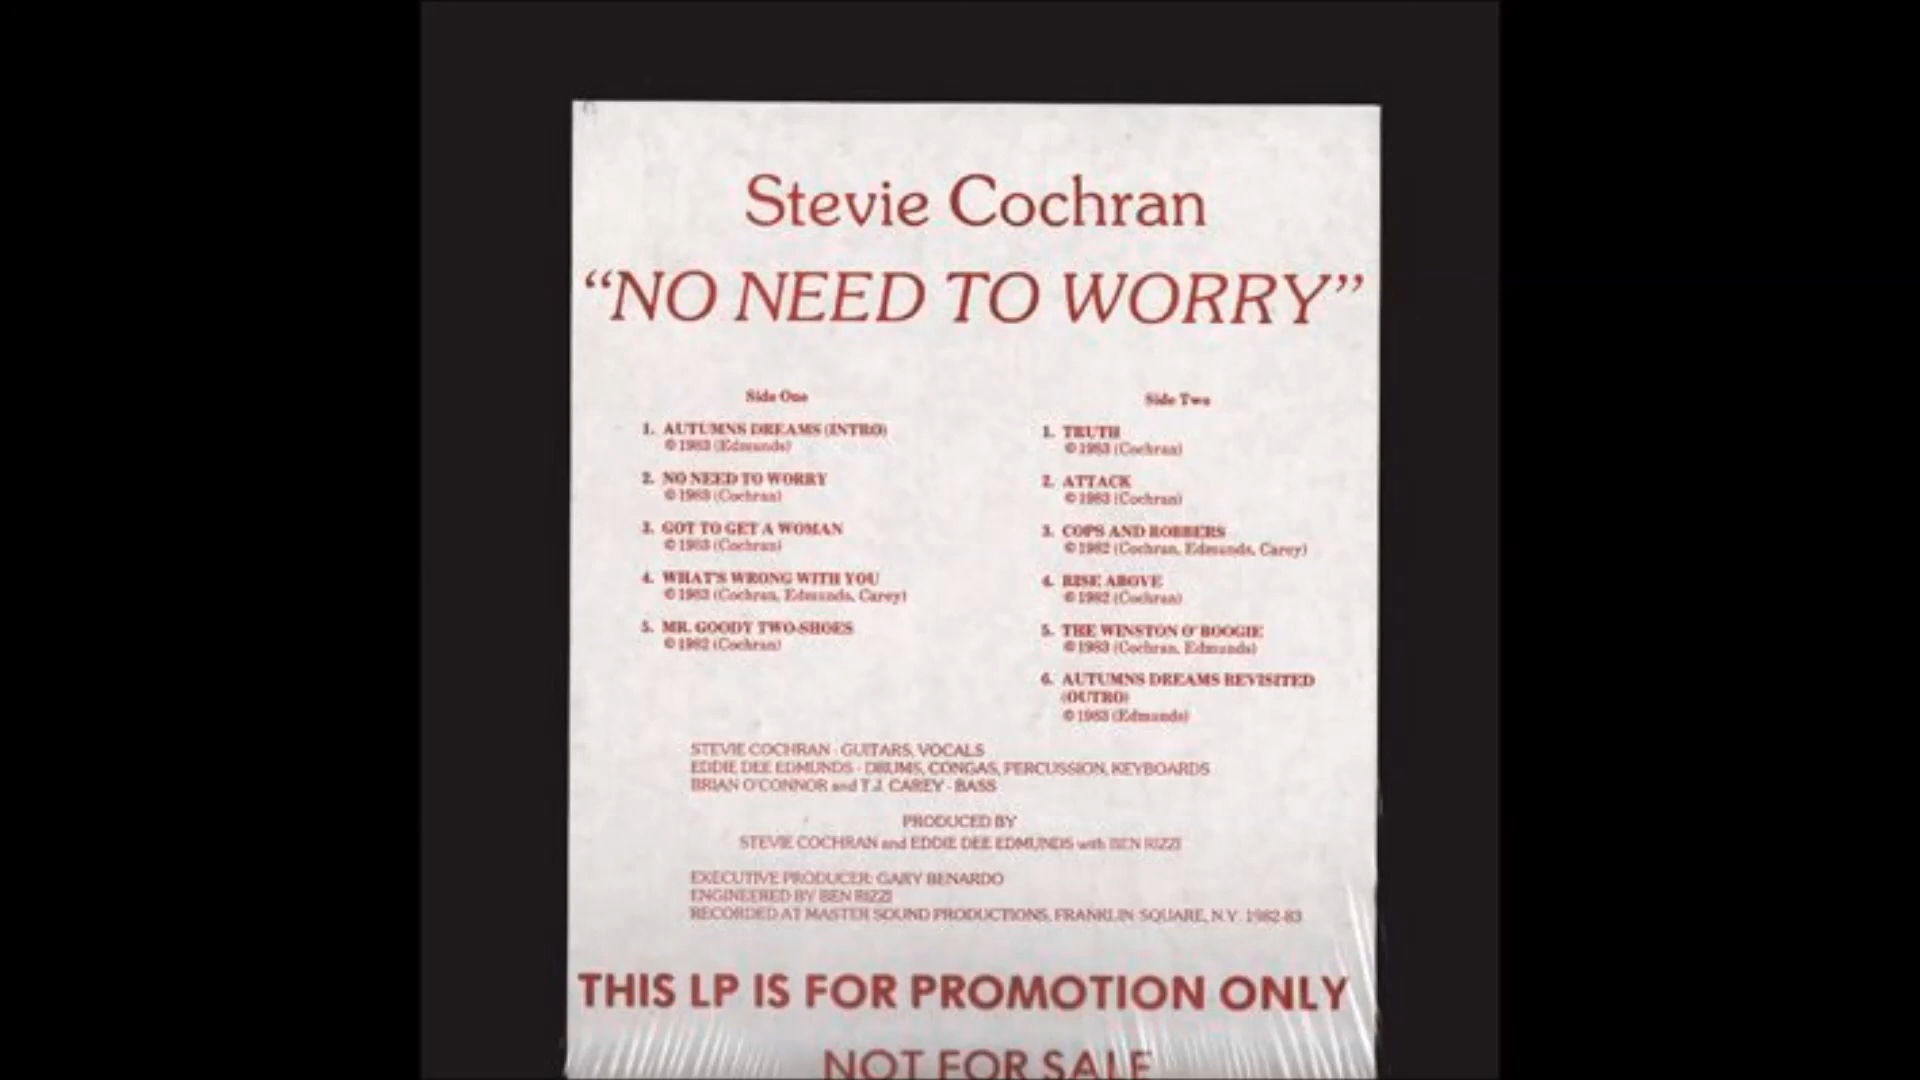 Stevie Cochran
“NO NEED TO WORRY”
Side One
1. AUTUMNS DREAMS (INTRO)
© 1983 (Edmunds)
2. NO NEED TO WORRY
© 1983 (Cochran)
3. GOT TO GET A WOMAN
© 1983 (Cochran)
4. WHAT'S WRONG WITH YOU
© 1983 (Cochran, Edmunds, Carey)
5. MR. GOODY TWO-SHOES
© 1982 (Cochran)
Side Two
1. TRUTH
© 1983 (Cochran)
2. ATTACK
© 1983 (Cochran)
3. COPS AND ROBBERS
© 1982 (Cochran, Edmunds, Carey)
4. RISE ABOVE
© 1982 (Cochran)
5. THE WINSTON O'BOOGIE
© 1983 (Cochran, Edmunds)
6. AUTUMNS DREAMS REVISITED
(OUTRO)
© 1983 (Edmunds)
STEVIE COCHRAN - GUITARS, VOCALS
EDDIE DEE EDMUNDS - DRUMS, CONGAS, PERCUSSION, KEYBOARDS
BRIAN O'CONNOR and T.J. CAREY - BASS
PRODUCED BY
STEVIE COCHRAN and EDDIE DEE EDMUNDS with BEN RIZZI
EXECUTIVE PRODUCER: GARY BENARDO
ENGINEERED BY BEN RIZZI
RECORDED AT MASTER SOUND PRODUCTIONS, FRANKLIN SQUARE, N.Y. 1982-83
THIS LP IS FOR PROMOTION ONLY
NOT FOR SALE